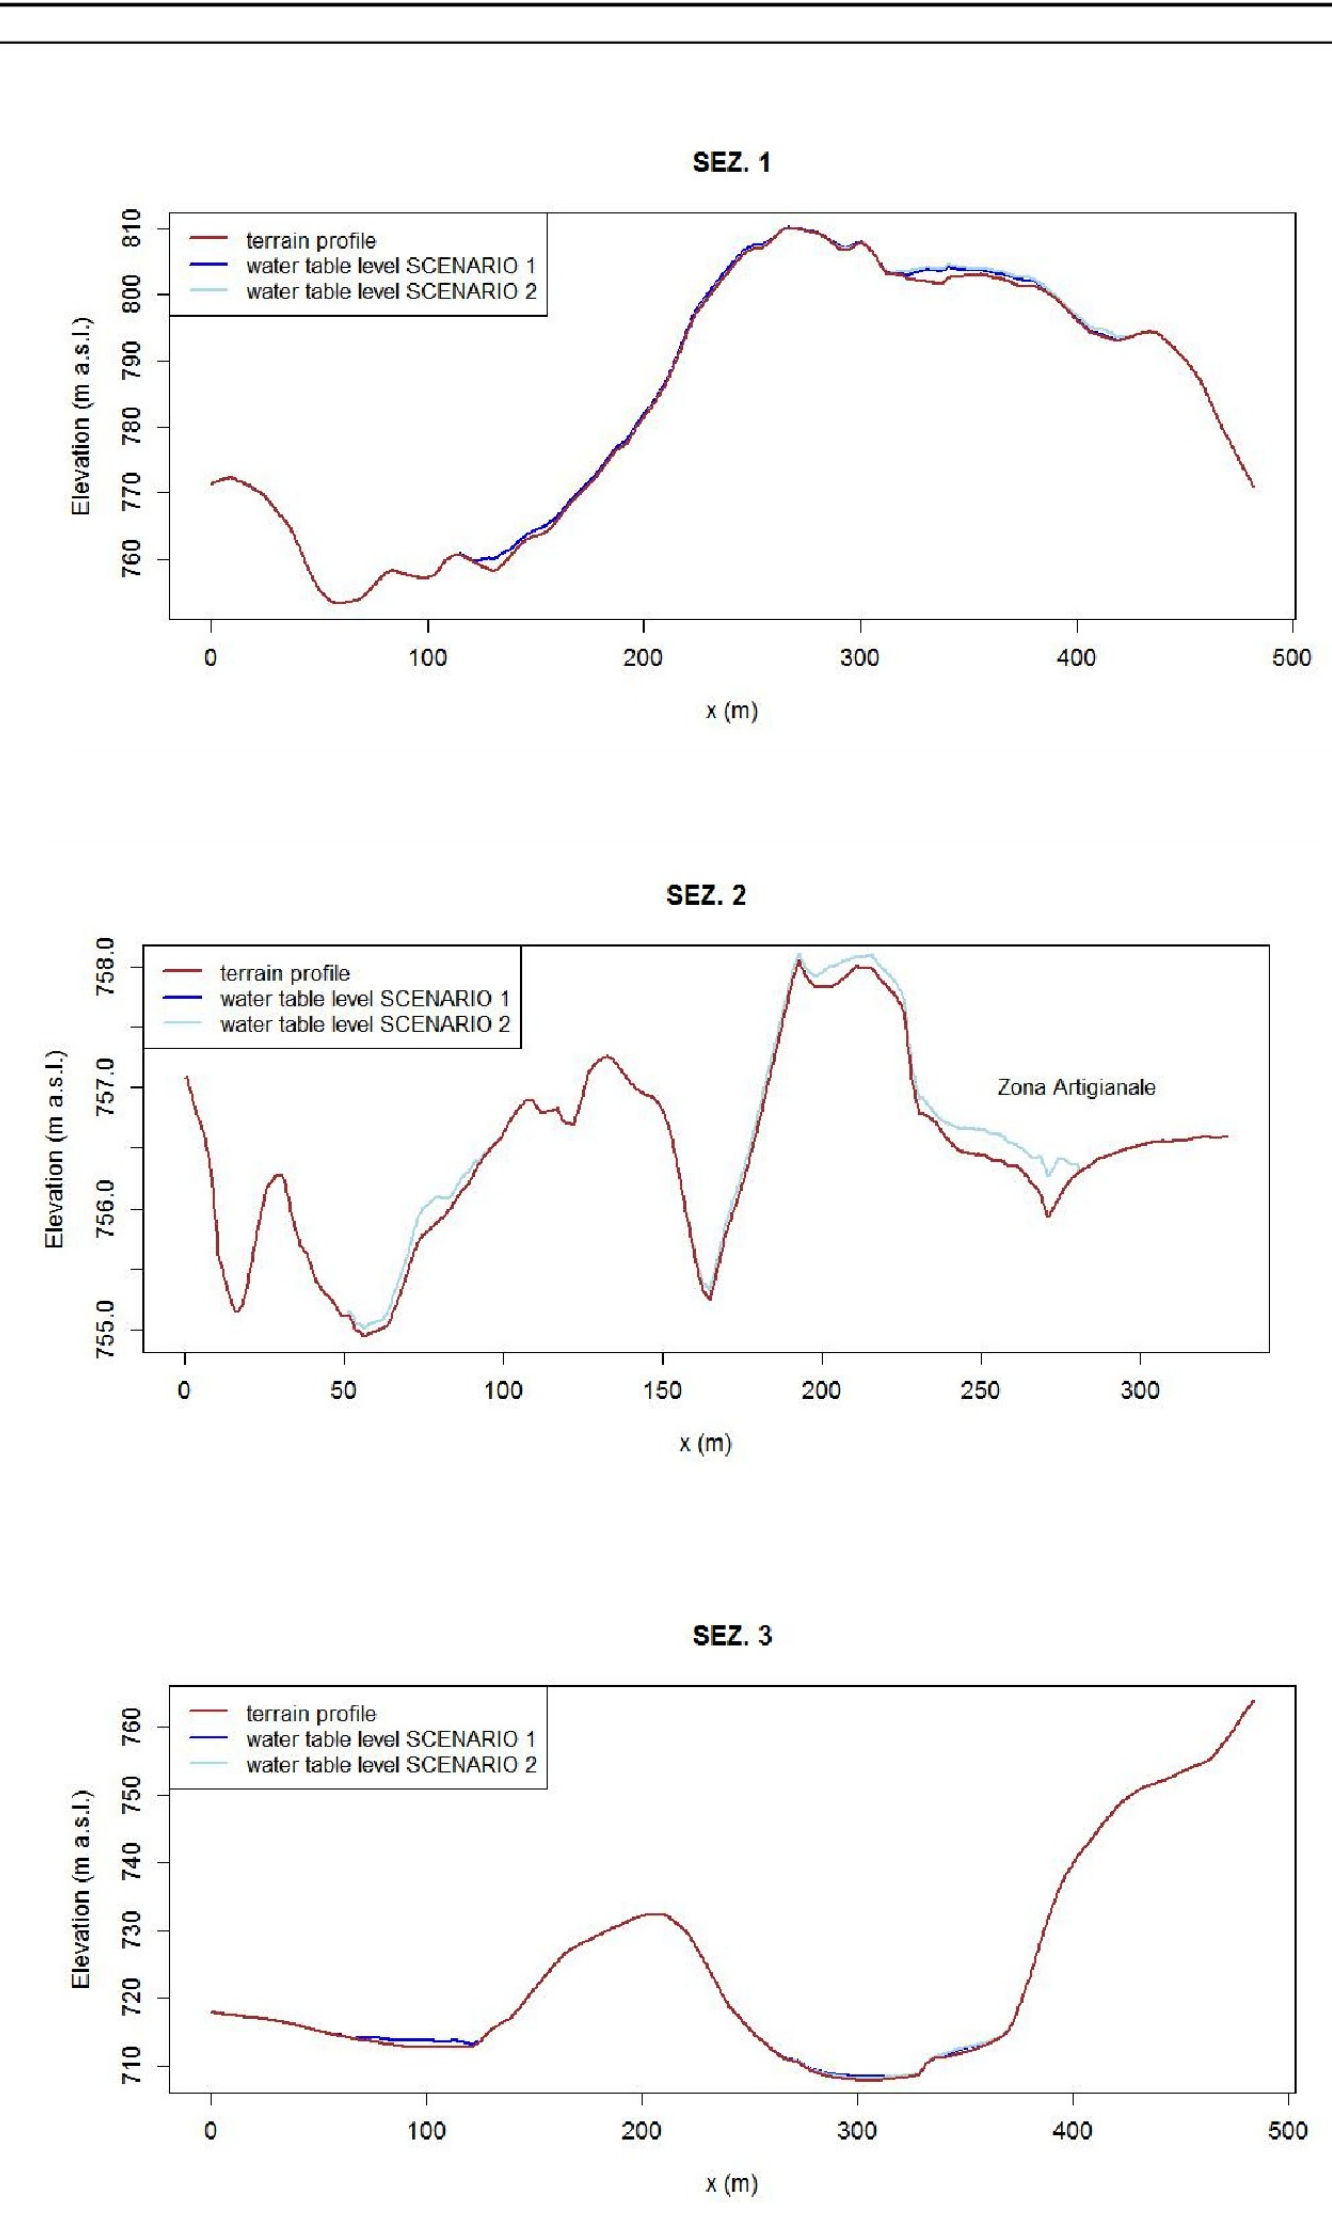 SEZ. 1
terrain profile
water table level SCENARIO 1
water table level SCENARIO 2
Elevation (m a.s.l.)
810
800
790
780
770
760
0 100 200 300 400 500
x (m)
SEZ. 2
terrain profile
water table level SCENARIO 1
water table level SCENARIO 2
Zona Artigianale
Elevation (m a.s.l.)
758.0
757.0
756.0
755.0
0 50 100 150 200 250 300
x (m)
SEZ. 3
terrain profile
water table level SCENARIO 1
water table level SCENARIO 2
Elevation (m a.s.l.)
760
750
740
730
720
710
0 100 200 300 400 500
x (m)